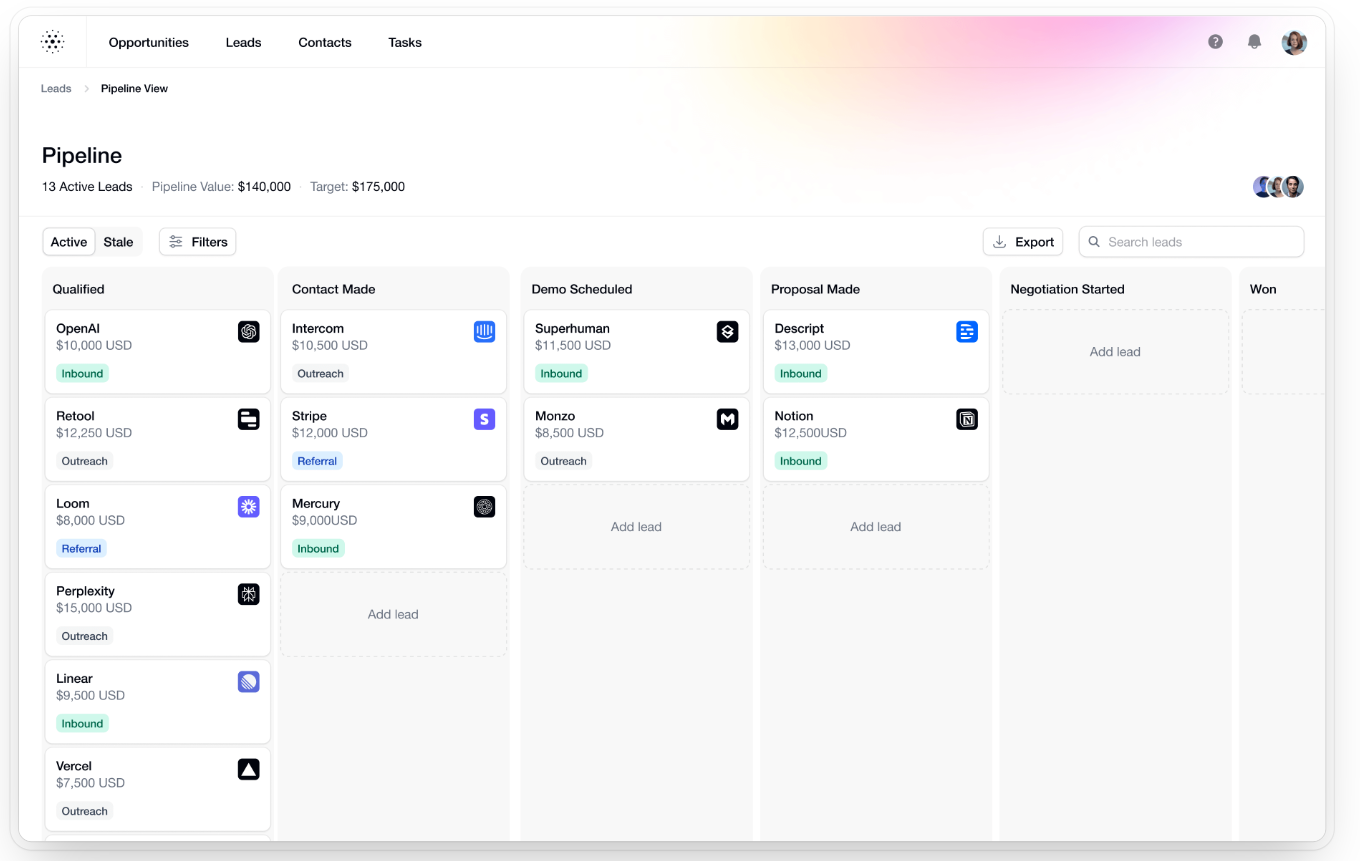 Opportunities
Leads
Contacts
Tasks
Leads
Pipeline View
Pipeline
13 Active Leads · Pipeline Value: $140,000 · Target: $175,000
Active
Stale
Filters
Export
Search leads
Qualified
OpenAI
$10,000 USD
Inbound
Retool
$12,250 USD
Outreach
Loom
$8,000 USD
Referral
Perplexity
$15,000 USD
Outreach
Linear
$9,500 USD
Inbound
Vercel
$7,500 USD
Outreach
Contact Made
Intercom
$10,500 USD
Outreach
Stripe
$12,000 USD
Referral
Mercury
$9,000USD
Inbound
Add lead
Demo Scheduled
Superhuman
$11,500 USD
Inbound
Monzo
$8,500 USD
Outreach
Add lead
Proposal Made
Descript
$13,000 USD
Inbound
Notion
$12,500USD
Inbound
Add lead
Negotiation Started
Add lead
Won